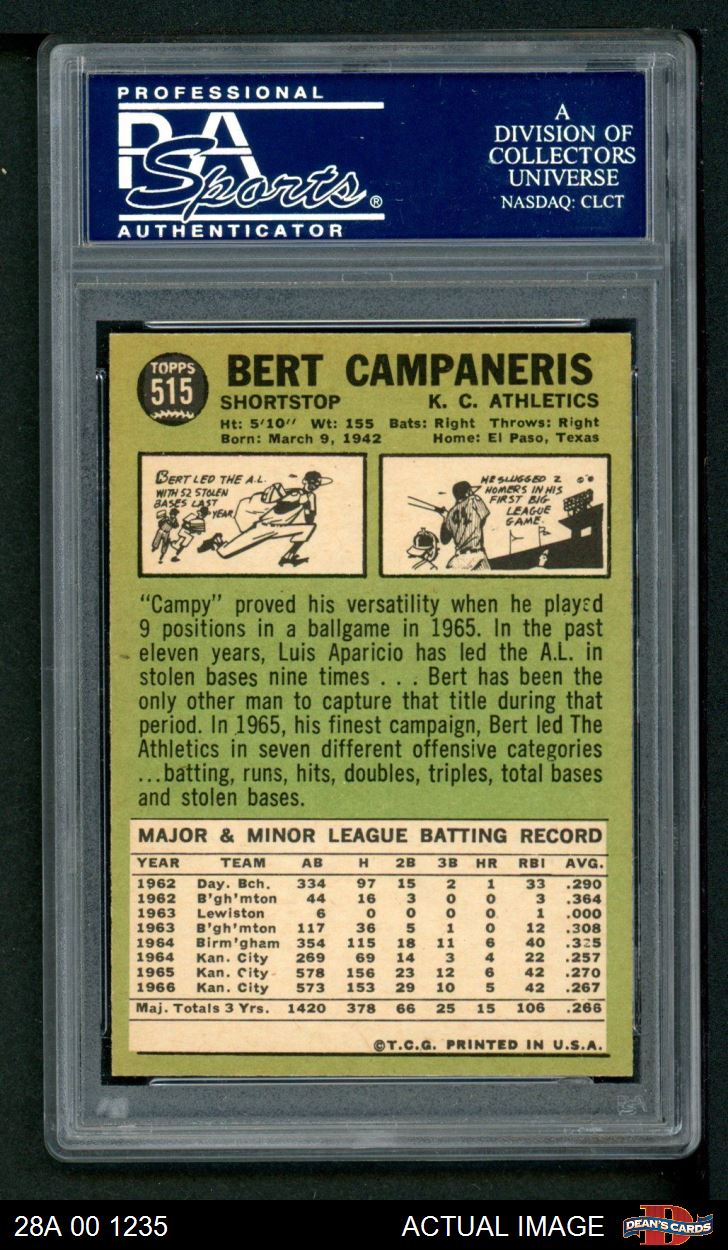 PROFESSIONAL
PSA
Sports®
AUTHENTICATOR
A
DIVISION OF
COLLECTORS
UNIVERSE
NASDAQ: CLCT
TOPPS
515
BERT CAMPANERIS
SHORTSTOP K. C. ATHLETICS
Ht: 5'10" Wt: 155 Bats: Right Throws: Right
Born: March 9, 1942 Home: El Paso, Texas
BERT LED THE A.L.
WITH 52 STOLEN
BASES LAST
YEAR.
HE SLUGGED 2
HOMERS IN HIS
FIRST BIG
LEAGUE
GAME.
"Campy" proved his versatility when he played
9 positions in a ballgame in 1965. In the past
eleven years, Luis Aparicio has led the A.L. in
stolen bases nine times . . . Bert has been the
only other man to capture that title during that
period. In 1965, his finest campaign, Bert led The
Athletics in seven different offensive categories
...batting, runs, hits, doubles, triples, total bases
and stolen bases.
MAJOR & MINOR LEAGUE BATTING RECORD
YEAR TEAM AB H 2B 3B HR RBI AVG.
1962 Day. Bch. 334 97 15 2 1 33 .290
1962 B'gh'mton 44 16 3 0 0 3 .364
1963 Lewiston 6 0 0 0 0 1 .000
1963 B'gh'mton 117 36 5 1 0 12 .308
1964 Birm'gham 354 115 18 11 6 40 .325
1964 Kan. City 269 69 14 3 4 22 .257
1965 Kan. City 578 156 23 12 6 42 .270
1966 Kan. City 573 153 29 10 5 42 .267
Maj. Totals 3 Yrs. 1420 378 66 25 15 106 .266
©T.C.G. PRINTED IN U.S.A.
28A 00 1235 ACTUAL IMAGE
DEAN'S CARDS